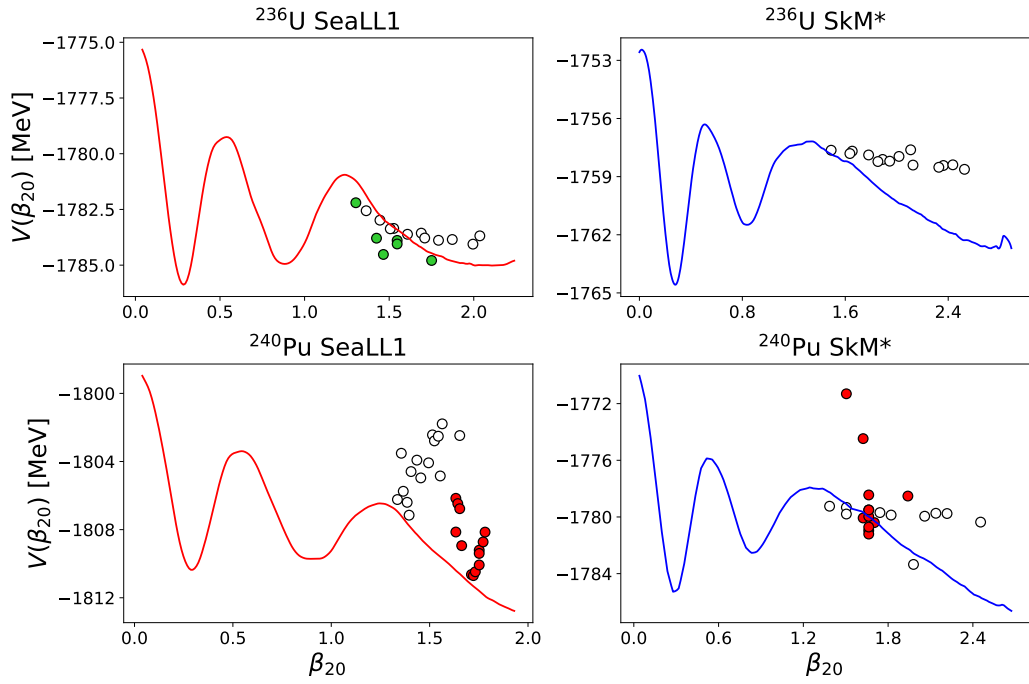 ²³⁶U SeaLL1
V(β₂₀) [MeV]
−1775.0
−1777.5
−1780.0
−1782.5
−1785.0
0.0 0.5 1.0 1.5 2.0
²³⁶U SkM*
−1753
−1756
−1759
−1762
−1765
0.0 0.8 1.6 2.4
²⁴⁰Pu SeaLL1
V(β₂₀) [MeV]
−1800
−1804
−1808
−1812
0.0 0.5 1.0 1.5 2.0
β₂₀
²⁴⁰Pu SkM*
−1772
−1776
−1780
−1784
0.0 0.6 1.2 1.8 2.4
β₂₀